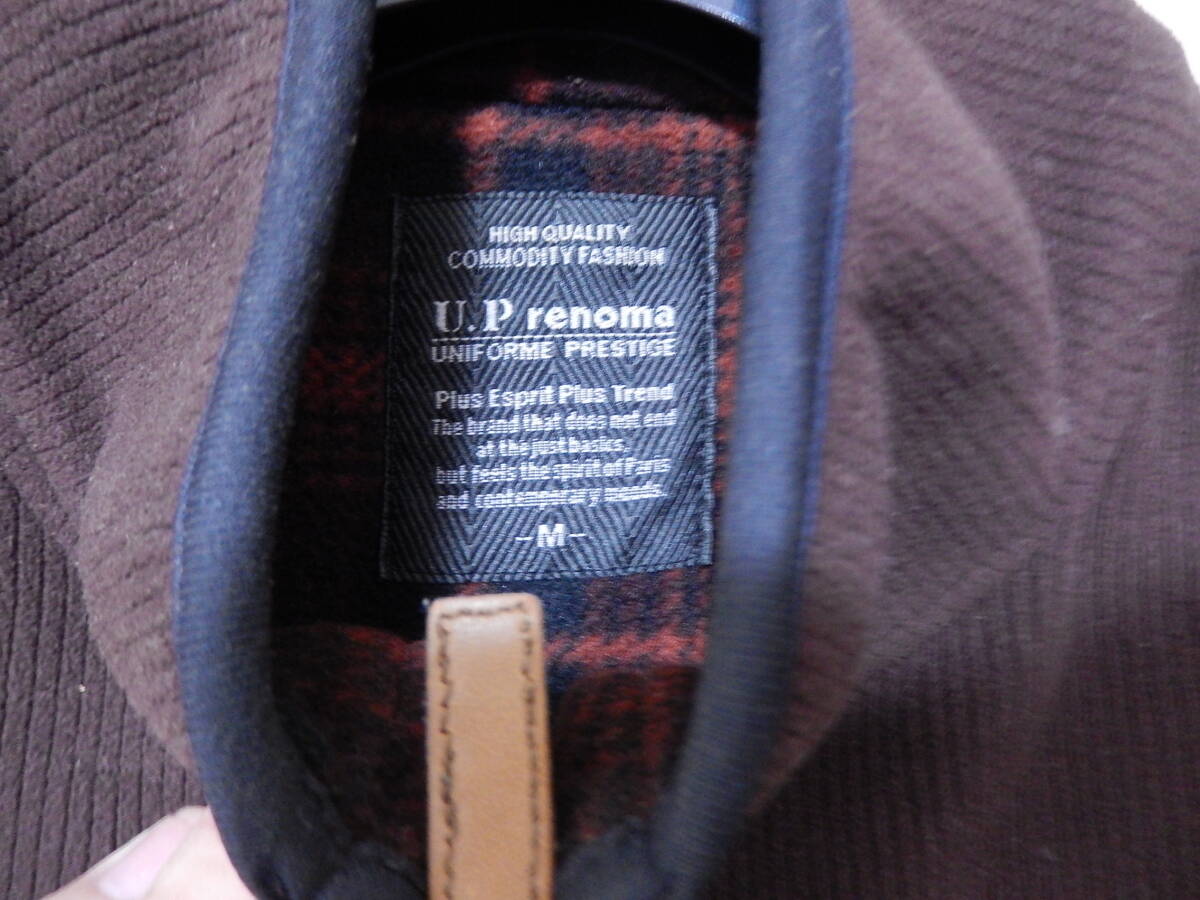 HIGH QUALITY
COMMODITY FASHION
U.P renoma
UNIFORME PRESTIGE
Plus Esprit Plus Trend
The brand that does not end
at the just basics
but feels the spirit of Paris
and contemporary
-M-